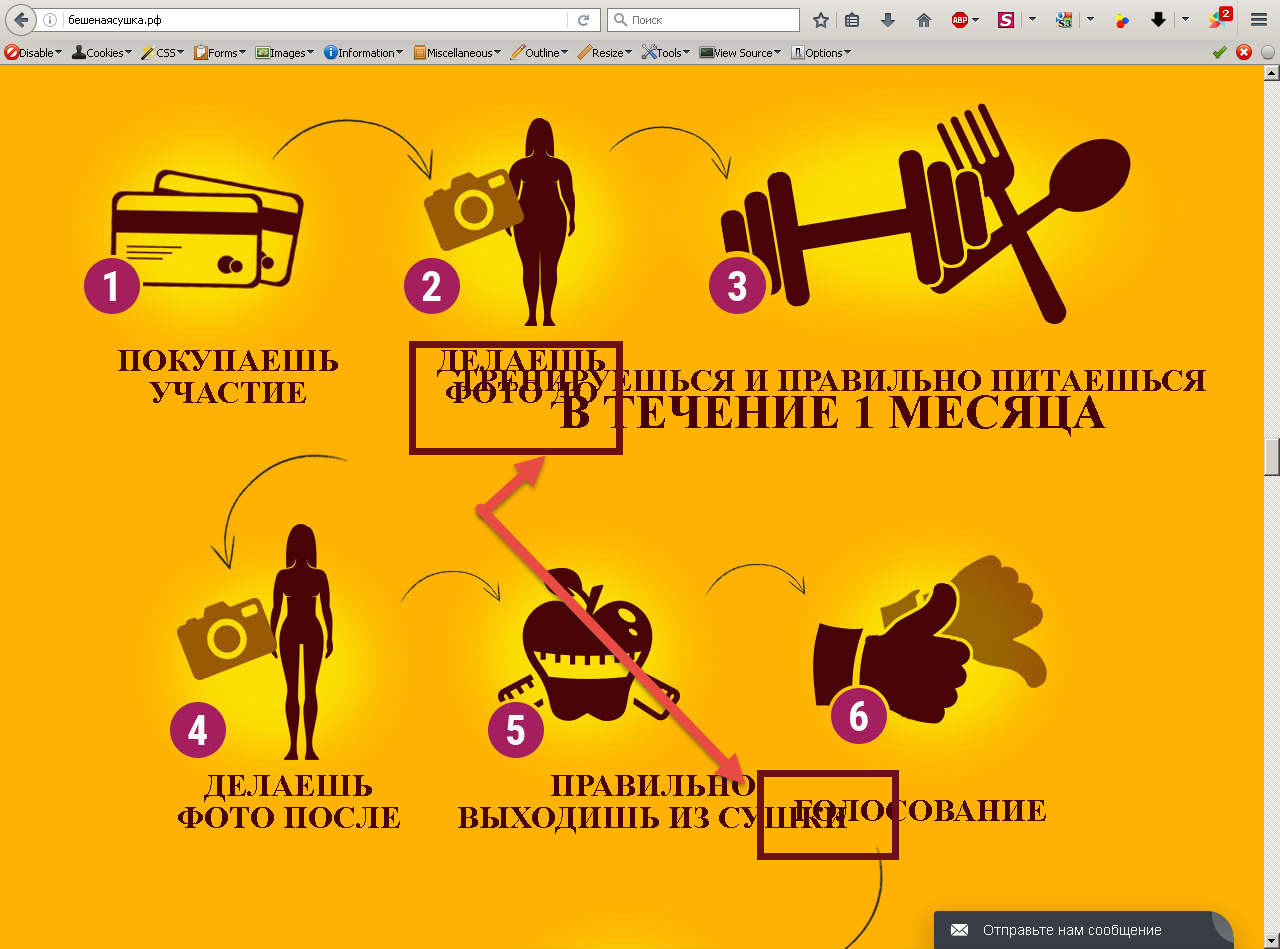 бешенаясушка.рф
Поиск
ABP
S
2
Disable
Cookies
CSS
Forms
Images
Information
Miscellaneous
Outline
Resize
Tools
View Source
Options
1
2
3
ПОКУПАЕШЬ
УЧАСТИЕ
ДЕЛАЕШЬ
ФОТО ДО
ТРЕНИРУЕШЬСЯ И ПРАВИЛЬНО ПИТАЕШЬСЯ
В ТЕЧЕНИЕ 1 МЕСЯЦА
4
5
6
ДЕЛАЕШЬ
ФОТО ПОСЛЕ
ПРАВИЛЬНО
ВЫХОДИШЬ ИЗ СУШКИ
ГОЛОСОВАНИЕ
Отправьте нам сообщение